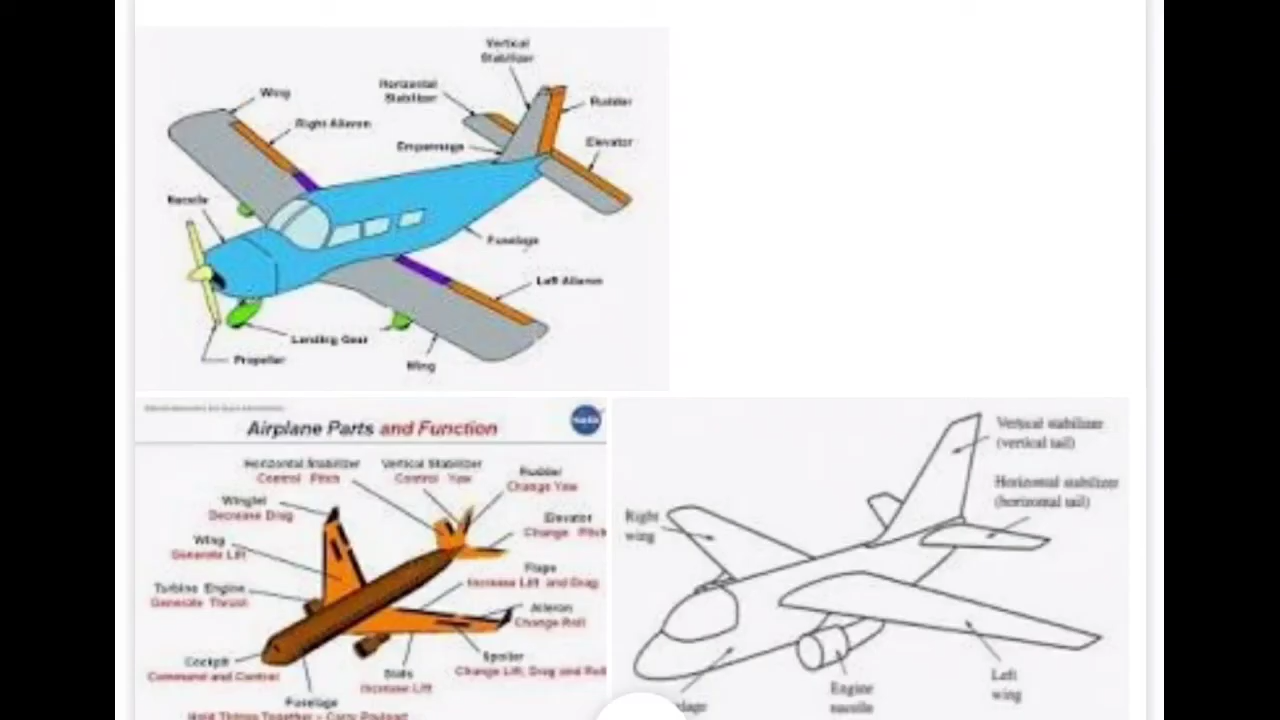 Vertical
Stabilizer
Horizontal
Stabilizer
Wing
Rudder
Right Aileron
Empennage
Elevator
Nacelle
Fuselage
Left Aileron
Landing Gear
Propeller
Wing
Airplane Parts and Function
NASA
Horizontal Stabilizer
Control Pitch
Vertical Stabilizer
Control Yaw
Rudder
Change Yaw
Winglet
Decrease Drag
Elevator
Change Pitch
Wing
Generate Lift
Flaps
Increase Lift and Drag
Turbine Engine
Generate Thrust
Aileron
Change Roll
Cockpit
Command and Control
Spoiler
Change Lift, Drag and Roll
Slats
Increase Lift
Fuselage
Hold Things Together - Carry Payload
Vertical stabilizer
(vertical tail)
Horizontal stabilizer
(horizontal tail)
Right
wing
Left
wing
Engine
nacelle
elage